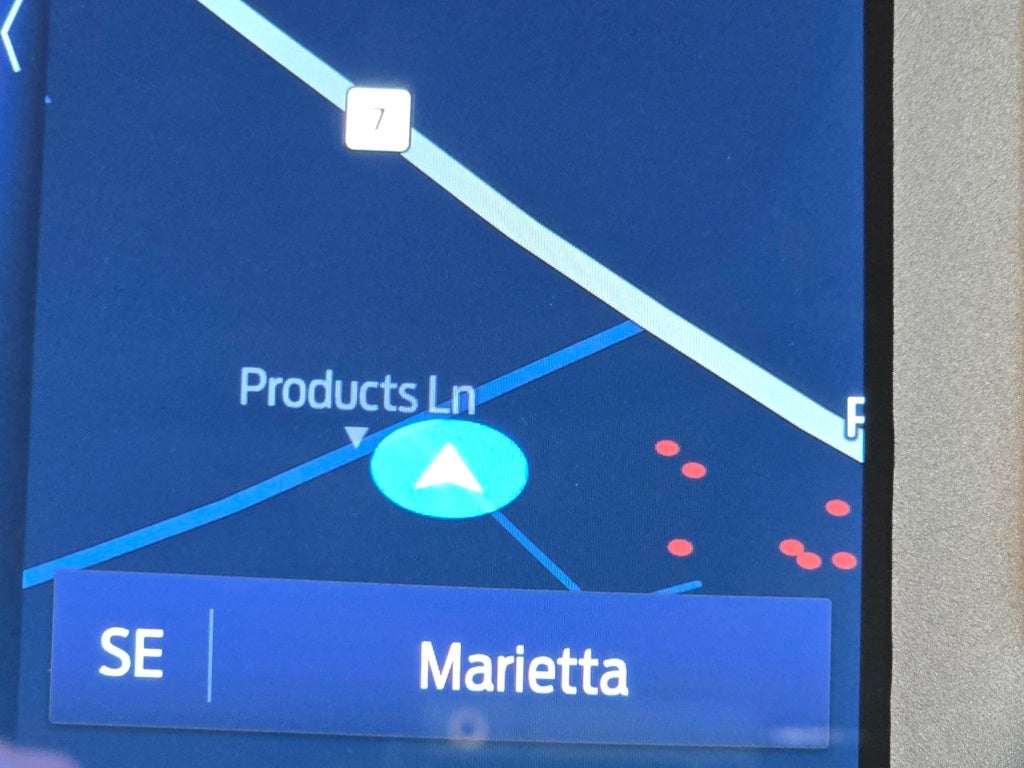 7
Products Ln
SE
Marietta